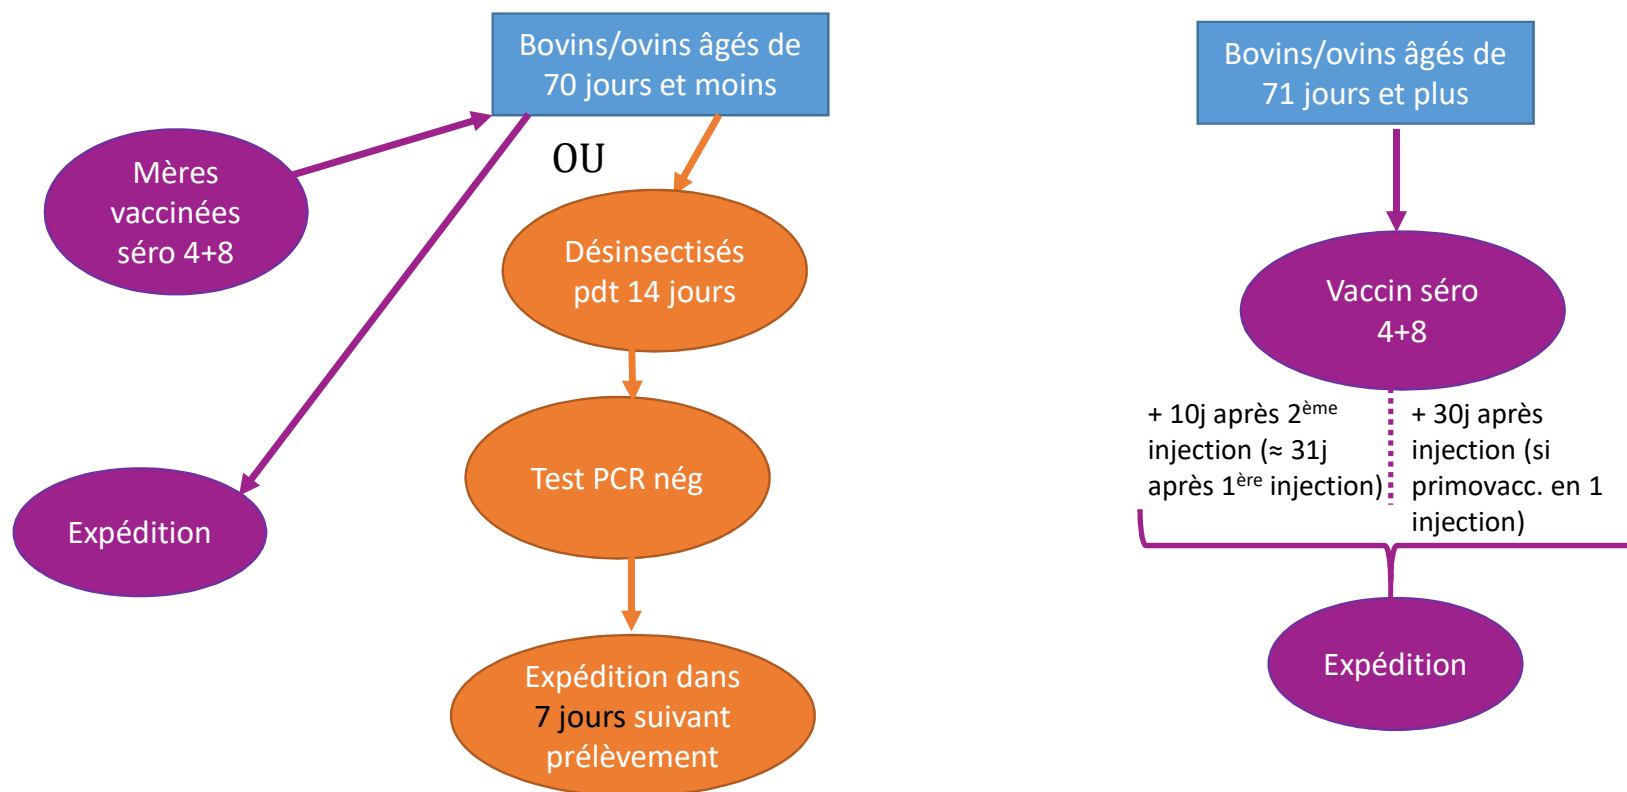 Bovins/ovins âgés de
70 jours et moins
OU
Mères
vaccinées
séro 4+8
Expédition
Désinsectisés
pdt 14 jours
Test PCR nég
Expédition dans
7 jours suivant
prélèvement
Bovins/ovins âgés de
71 jours et plus
Vaccin séro
4+8
+ 10j après 2ème
injection (≈ 31j
après 1ère injection)
+ 30j après
injection (si
primovacc. en 1
injection)
Expédition